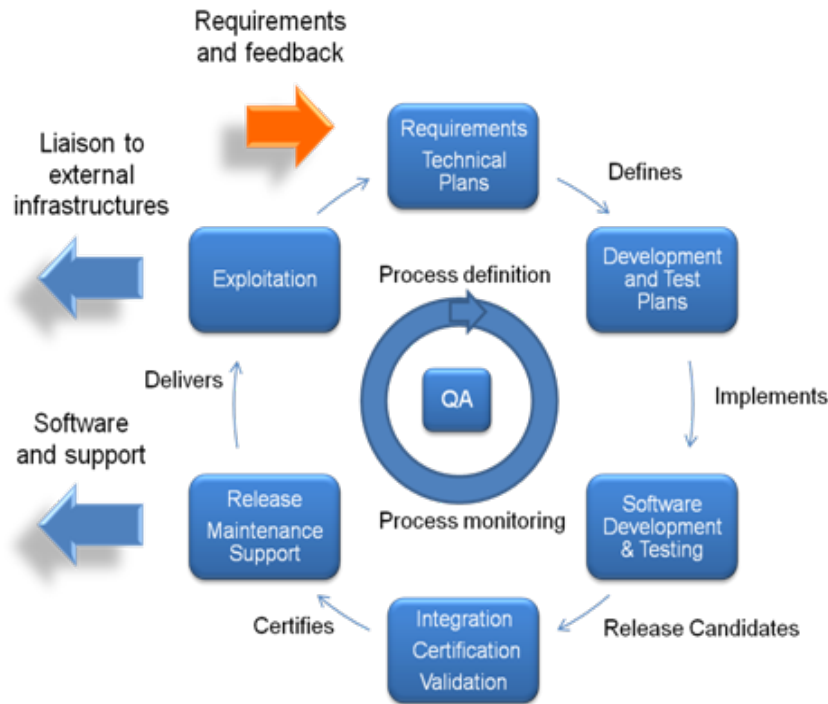 Requirements
and feedback
Liaison to
external
infrastructures
Requirements
Technical
Plans
Defines
Exploitation
Process definition
Development
and Test
Plans
Delivers
QA
Implements
Software
and support
Release
Maintenance
Support
Process monitoring
Software
Development
& Testing
Certifies
Integration
Certification
Validation
Release Candidates